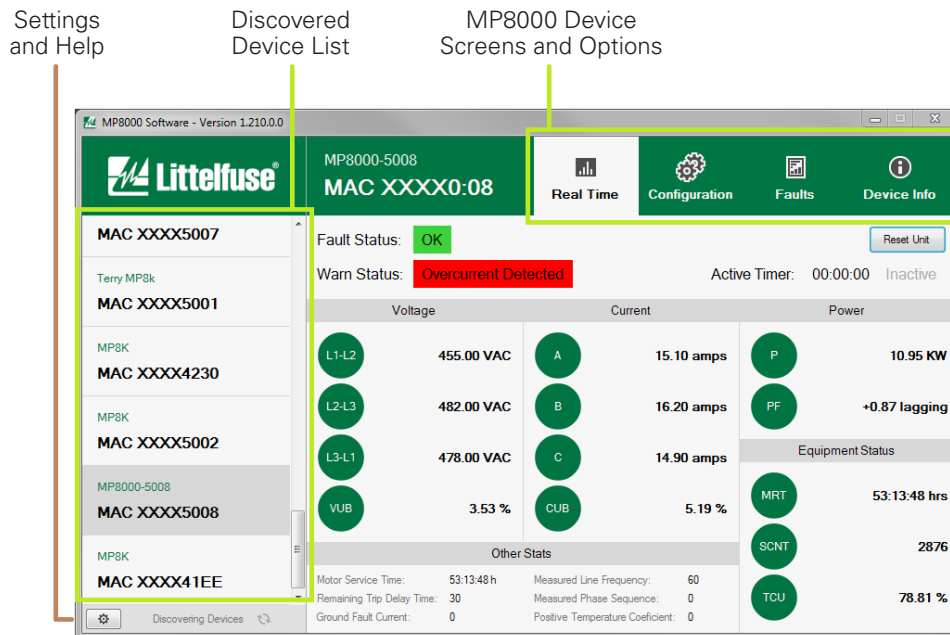 Settings
and Help
Discovered
Device List
MP8000 Device
Screens and Options
MP8000 Software - Version 1.210.0.0
Littelfuse®
MP8000-5008
MAC XXXX0:08
Real Time
Configuration
Faults
Device Info
MAC XXXX5007
Terry MP8k
MAC XXXX5001
MP8K
MAC XXXX4230
MP8K
MAC XXXX5002
MP8000-5008
MAC XXXX5008
MP8K
MAC XXXX41EE
Discovering Devices
Fault Status: OK
Reset Unit
Warn Status: Overcurrent Detected
Active Timer: 00:00:00 Inactive
Voltage
L1-L2 455.00 VAC
L2-L3 482.00 VAC
L3-L1 478.00 VAC
VUB 3.53 %
Current
A 15.10 amps
B 16.20 amps
C 14.90 amps
CUB 5.19 %
Power
P 10.95 KW
PF +0.87 lagging
Equipment Status
MRT 53:13:48 hrs
SCNT 2876
TCU 78.81 %
Other Stats
Motor Service Time: 53:13:48 h
Remaining Trip Delay Time: 30
Ground Fault Current: 0
Measured Line Frequency: 60
Measured Phase Sequence: 0
Positive Temperature Coeficient: 0